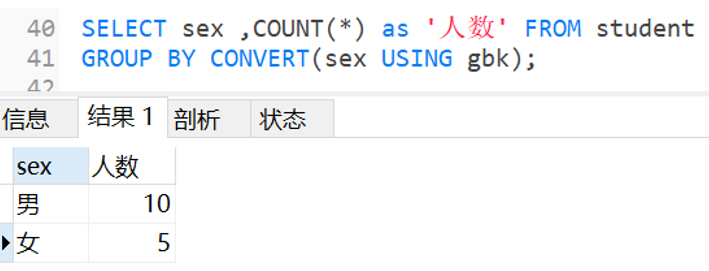 40 SELECT sex ,COUNT(*) as '人数' FROM student
41 GROUP BY CONVERT(sex USING gbk);
42
信息 结果 1 剖析 状态
sex 人数
男 10
女 5